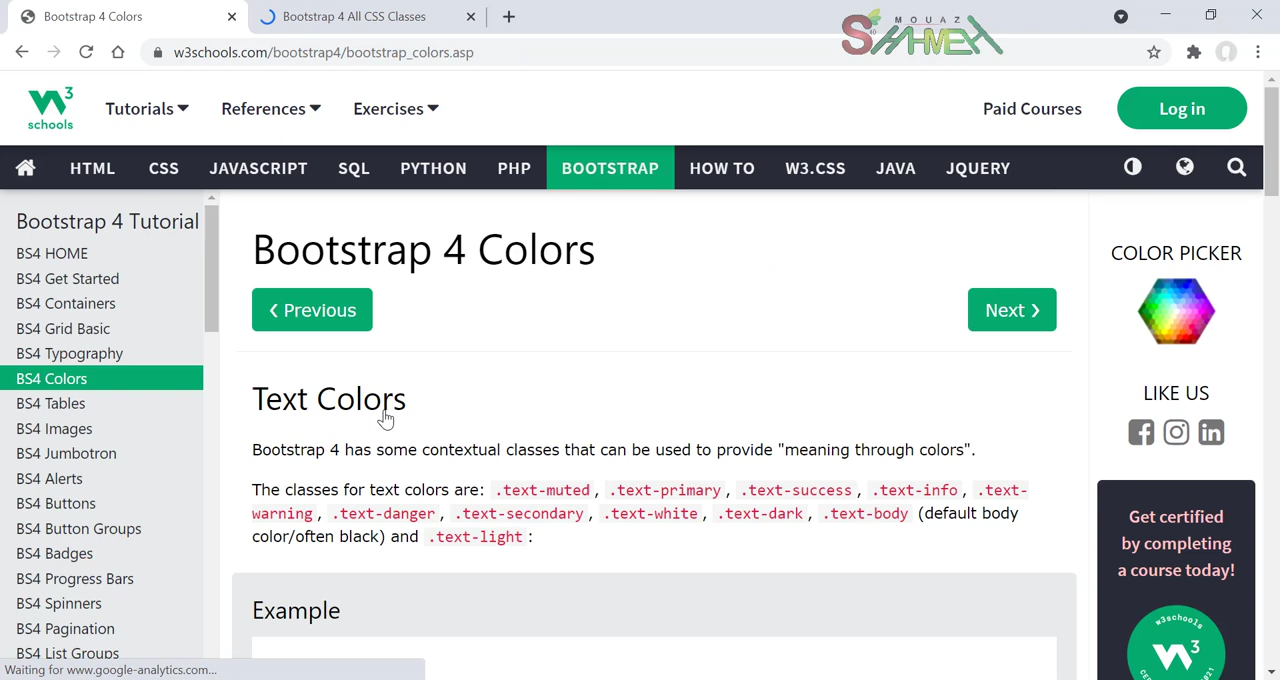 Bootstrap 4 Colors
Bootstrap 4 All CSS Classes
w3schools.com/bootstrap4/bootstrap_colors.asp
MOUAZ
3
schools
Tutorials
References
Exercises
Paid Courses
Log in
HTML CSS JAVASCRIPT SQL PYTHON PHP BOOTSTRAP HOW TO W3.CSS JAVA JQUERY
Bootstrap 4 Tutorial
BS4 HOME
BS4 Get Started
BS4 Containers
BS4 Grid Basic
BS4 Typography
BS4 Colors
BS4 Tables
BS4 Images
BS4 Jumbotron
BS4 Alerts
BS4 Buttons
BS4 Button Groups
BS4 Badges
BS4 Progress Bars
BS4 Spinners
BS4 Pagination
BS4 List Groups
Waiting for www.google-analytics.com...
Bootstrap 4 Colors
❮ Previous
Next ❯
Text Colors
Bootstrap 4 has some contextual classes that can be used to provide "meaning through colors".
The classes for text colors are: .text-muted, .text-primary, .text-success, .text-info, .text-
warning, .text-danger, .text-secondary, .text-white, .text-dark, .text-body (default body
color/often black) and .text-light:
Example
COLOR PICKER
LIKE US
Get certified
by completing
a course today!
w3schools
3